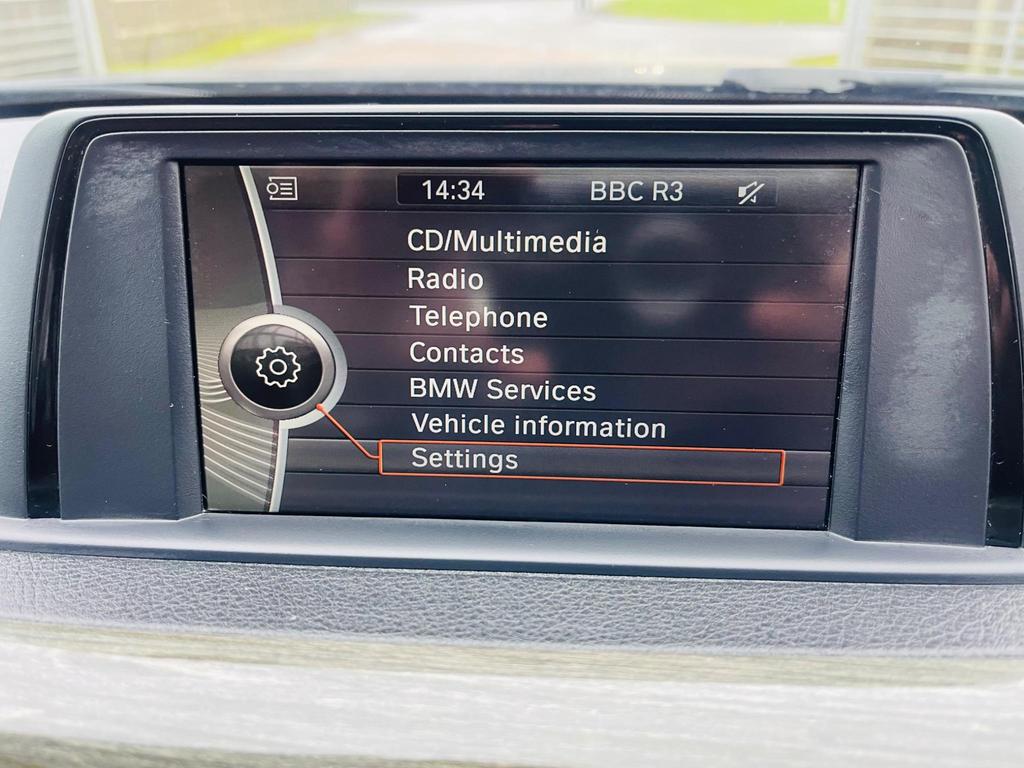 14:34 BBC R3
CD/Multimedia
Radio
Telephone
Contacts
BMW Services
Vehicle information
Settings